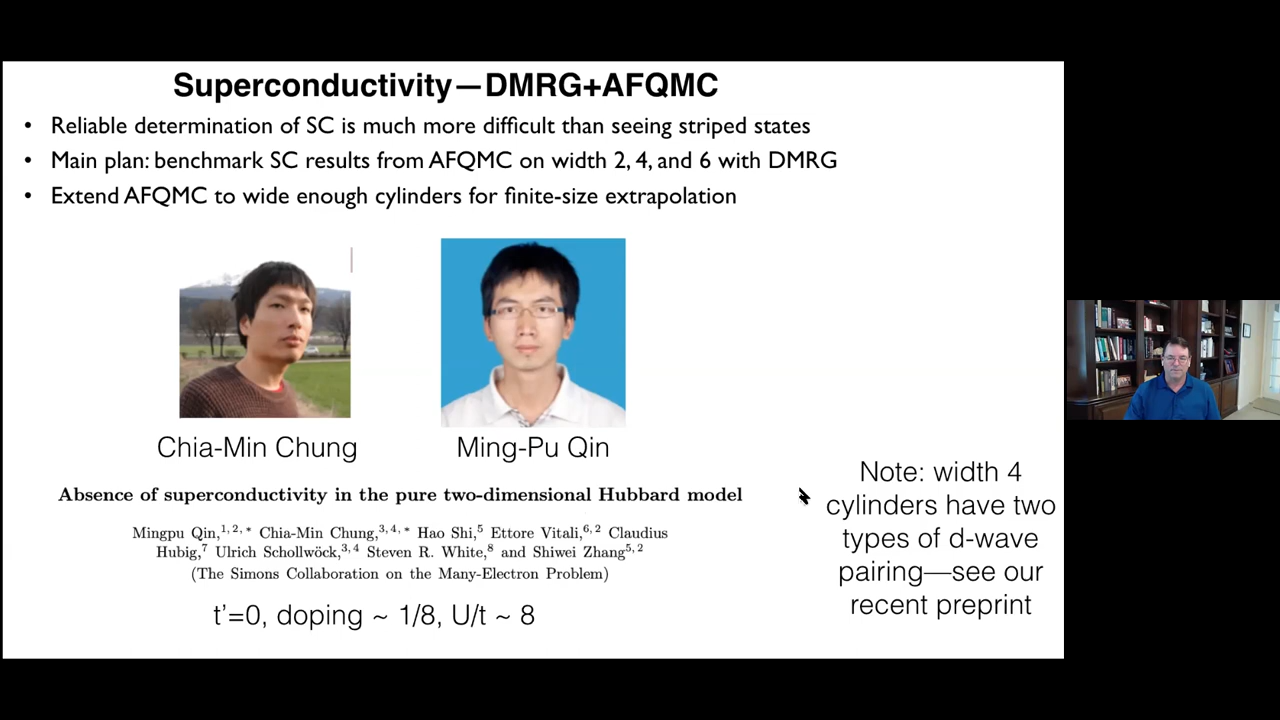 Superconductivity—DMRG+AFQMC
• Reliable determination of SC is much more difficult than seeing striped states
• Main plan: benchmark SC results from AFQMC on width 2, 4, and 6 with DMRG
• Extend AFQMC to wide enough cylinders for finite-size extrapolation
Chia-Min Chung
Ming-Pu Qin
Absence of superconductivity in the pure two-dimensional Hubbard model
Mingpu Qin,1, 2, * Chia-Min Chung,3, 4, * Hao Shi,5 Ettore Vitali,6, 2 Claudius
Hubig,7 Ulrich Schollwöck,3, 4 Steven R. White,8 and Shiwei Zhang5, 2
(The Simons Collaboration on the Many-Electron Problem)
t’=0, doping ~ 1/8, U/t ~ 8
Note: width 4
cylinders have two
types of d-wave
pairing—see our
recent preprint